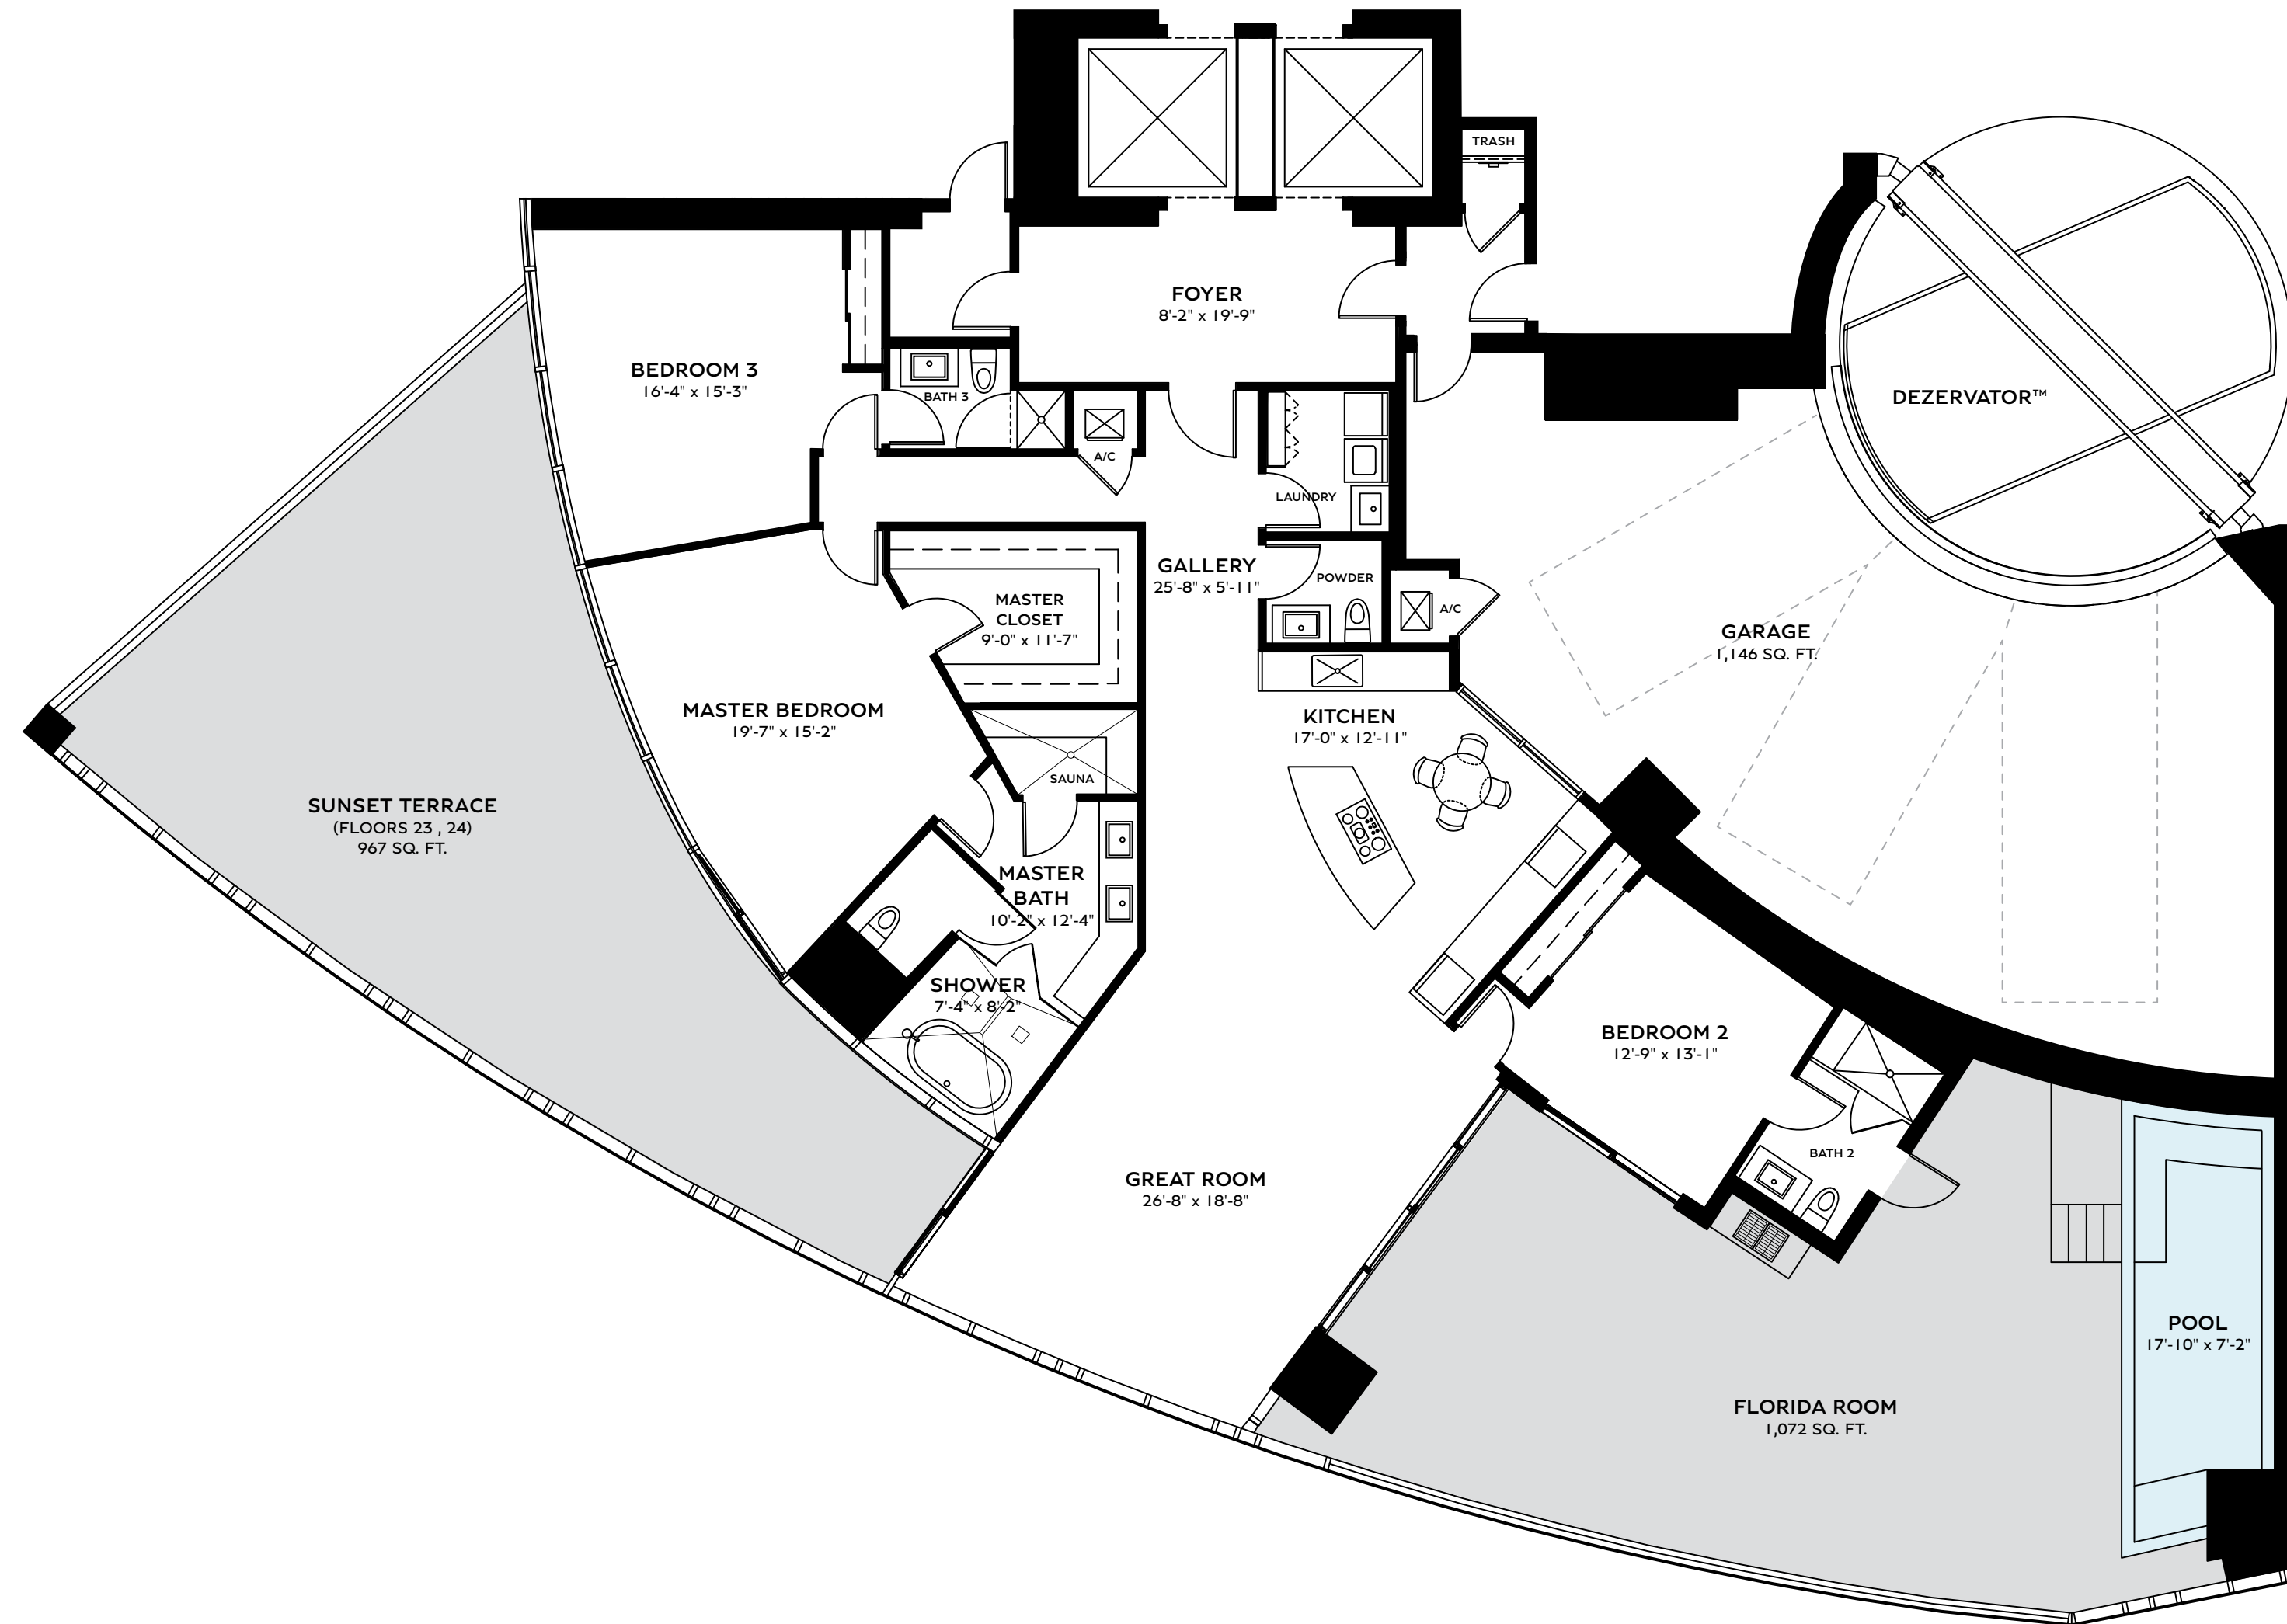 TRASH
FOYER
8'-2" x 19'-9"
BEDROOM 3
16'-4" x 15'-3"
BATH 3
DEZERVATOR™
A/C
LAUNDRY
GALLERY
25'-8" x 5'-11"
POWDER
MASTER
CLOSET
9'-0" x 11'-7"
A/C
GARAGE
1,146 SQ. FT.
MASTER BEDROOM
19'-7" x 15'-2"
KITCHEN
17'-0" x 12'-11"
SAUNA
SUNSET TERRACE
(FLOORS 23 , 24)
967 SQ. FT.
MASTER
BATH
10'-2" x 12'-4"
SHOWER
7'-4" x 8'-2"
BEDROOM 2
12'-9" x 13'-1"
BATH 2
GREAT ROOM
26'-8" x 18'-8"
POOL
17'-10" x 7'-2"
FLORIDA ROOM
1,072 SQ. FT.